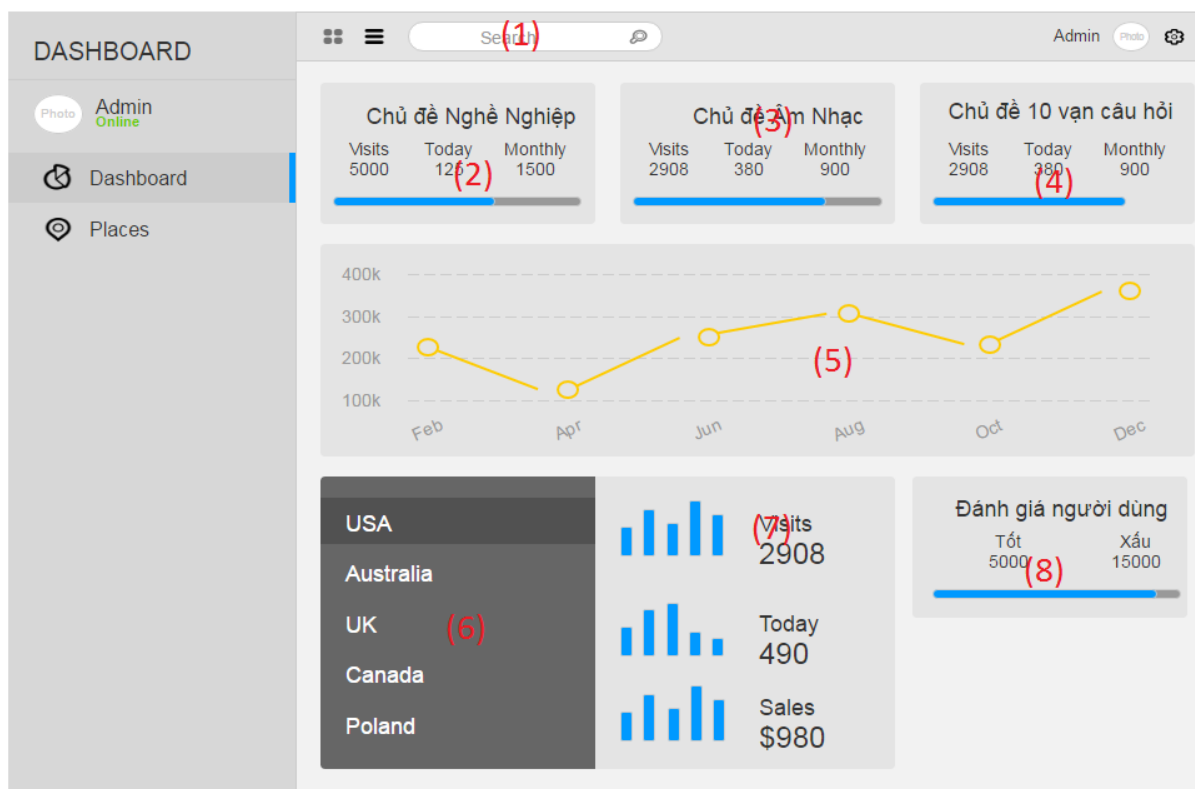 DASHBOARD
Photo
Admin
Online
Dashboard
Places
Search
(1)
Admin
Photo
Chủ đề Nghề Nghiệp
Visits Today Monthly
5000 125 1500
(2)
Chủ đề Âm Nhạc
(3)
Visits Today Monthly
2908 380 900
Chủ đề 10 vạn câu hỏi
Visits Today Monthly
2908 380 900
(4)
400k
300k
200k
100k
(5)
Feb Apr Jun Aug Oct Dec
USA
Australia
UK
(6)
Canada
Poland
Visits
(7)
2908
Today
490
Sales
$980
Đánh giá người dùng
Tốt Xấu
5000 15000
(8)